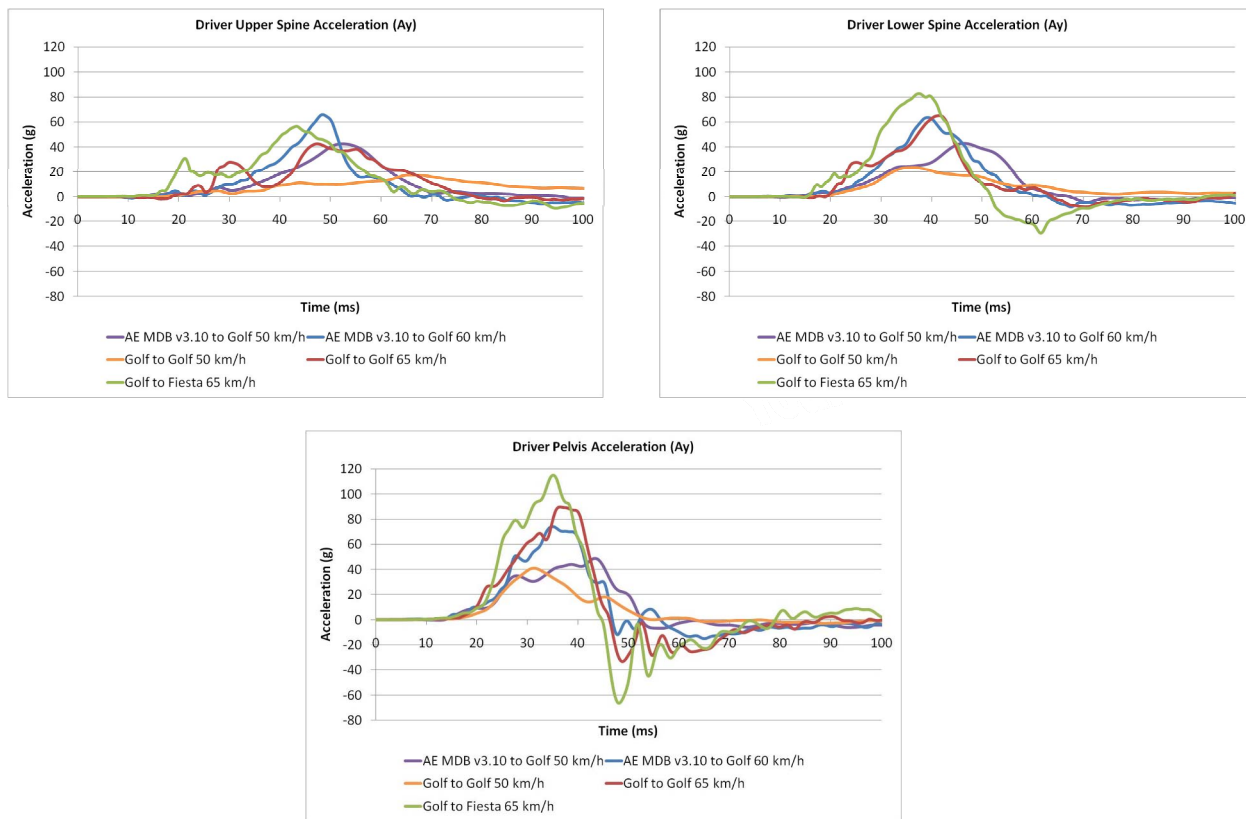 Driver Upper Spine Acceleration (Ay)
120
100
80
60
40
20
0
-20
-40
-60
-80
Acceleration (g)
0 10 20 30 40 50 60 70 80 90 100
Time (ms)
AE MDB v3.10 to Golf 50 km/h AE MDB v3.10 to Golf 60 km/h
Golf to Golf 50 km/h Golf to Golf 65 km/h
Golf to Fiesta 65 km/h
Driver Lower Spine Acceleration (Ay)
120
100
80
60
40
20
0
-20
-40
-60
-80
Acceleration (g)
0 10 20 30 40 50 60 70 80 90 100
Time (ms)
AE MDB v3.10 to Golf 50 km/h AE MDB v3.10 to Golf 60 km/h
Golf to Golf 50 km/h Golf to Golf 65 km/h
Golf to Fiesta 65 km/h
Driver Pelvis Acceleration (Ay)
120
100
80
60
40
20
0
-20
-40
-60
-80
Acceleration (g)
0 10 20 30 40 50 60 70 80 90 100
Time (ms)
AE MDB v3.10 to Golf 50 km/h AE MDB v3.10 to Golf 60 km/h
Golf to Golf 50 km/h Golf to Golf 65 km/h
Golf to Fiesta 65 km/h